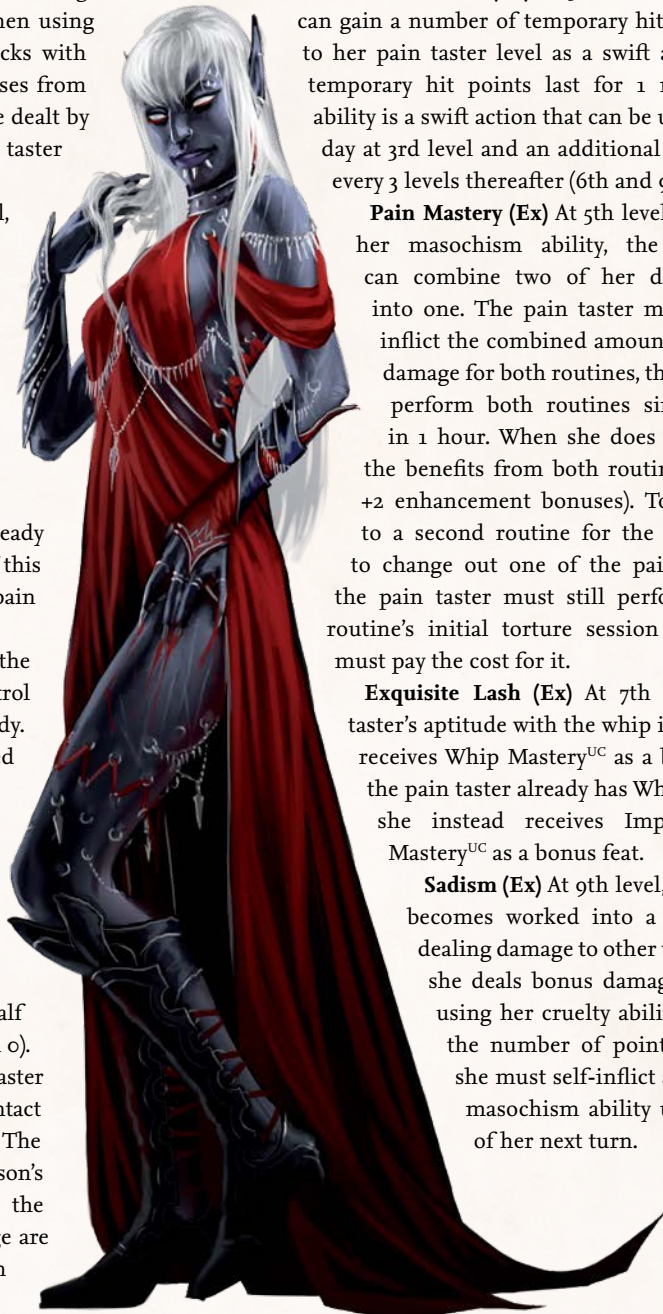 hen using
cks with
ses from
e dealt by
taster
l,
eady
this
pain
the
trol
dy.
ed
alf
0).
aster
ntact
The
son's
the
ge are
n
can gain a number of temporary hit
to her pain taster level as a swift a
temporary hit points last for 1
ability is a swift action that can be u
day at 3rd level and an additional
every 3 levels thereafter (6th and 9
Pain Mastery (Ex) At 5th level
her masochism ability, the
can combine two of her d
into one. The pain taster m
inflict the combined amoun
damage for both routines, th
perform both routines si
in 1 hour. When she does
the benefits from both routin
+2 enhancement bonuses). To
to a second routine for the
to change out one of the pai
the pain taster must still perfo
routine's initial torture session
must pay the cost for it.
Exquisite Lash (Ex) At 7th
taster's aptitude with the whip i
receives Whip Mastery^UC as a b
the pain taster already has Wh
she instead receives Imp
Mastery^UC as a bonus feat.
Sadism (Ex) At 9th level,
becomes worked into a
dealing damage to other
she deals bonus damag
using her cruelty abili
the number of point
she must self-inflict
masochism ability u
of her next turn.